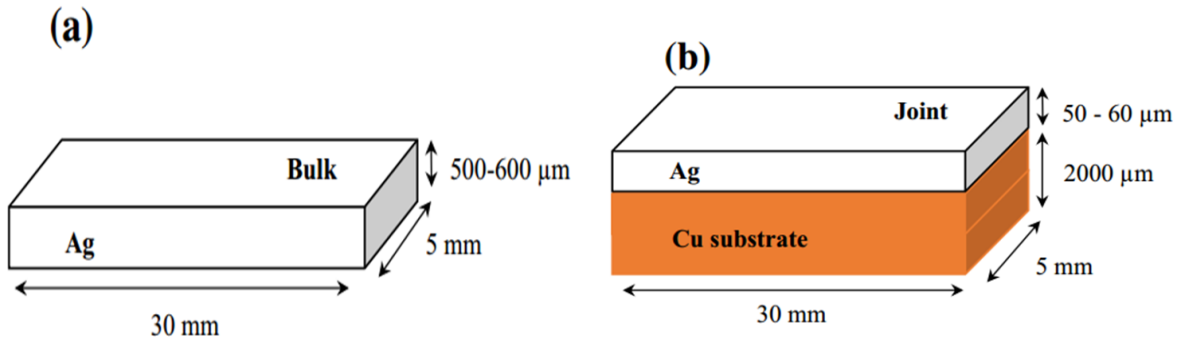 (a)
Bulk
500-600 µm
Ag
5 mm
30 mm
(b)
Joint
50 - 60 µm
Ag
2000 µm
Cu substrate
5 mm
30 mm